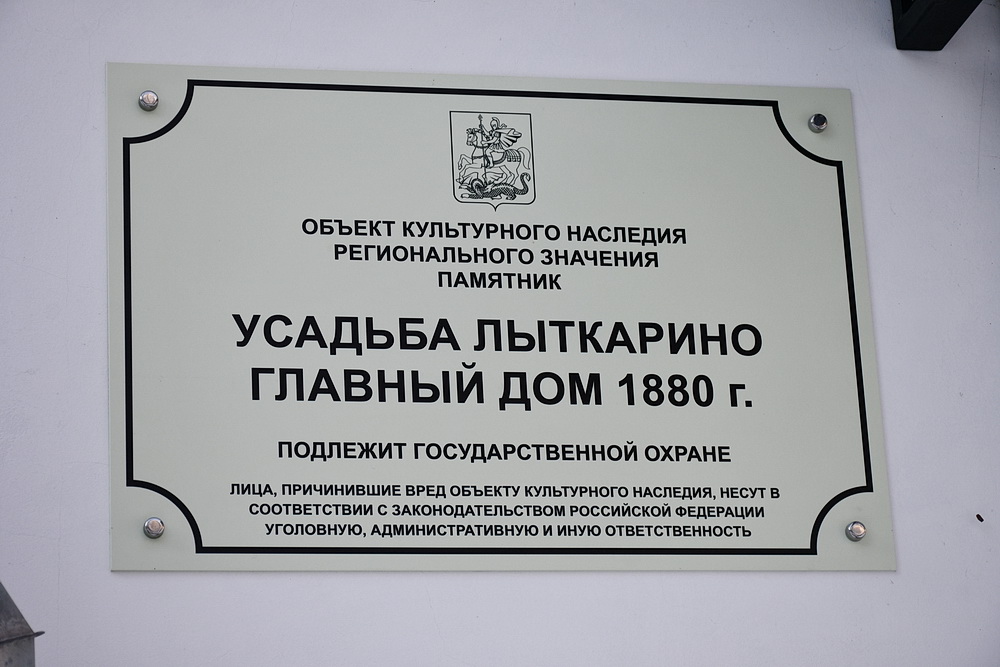 ОБЪЕКТ КУЛЬТУРНОГО НАСЛЕДИЯ
РЕГИОНАЛЬНОГО ЗНАЧЕНИЯ
ПАМЯТНИК
УСАДЬБА ЛЫТКАРИНО
ГЛАВНЫЙ ДОМ 1880 г.
ПОДЛЕЖИТ ГОСУДАРСТВЕННОЙ ОХРАНЕ
ЛИЦА, ПРИЧИНИВШИЕ ВРЕД ОБЪЕКТУ КУЛЬТУРНОГО НАСЛЕДИЯ, НЕСУТ В
СООТВЕТСТВИИ С ЗАКОНОДАТЕЛЬСТВОМ РОССИЙСКОЙ ФЕДЕРАЦИИ
УГОЛОВНУЮ, АДМИНИСТРАТИВНУЮ И ИНУЮ ОТВЕТСТВЕННОСТЬ